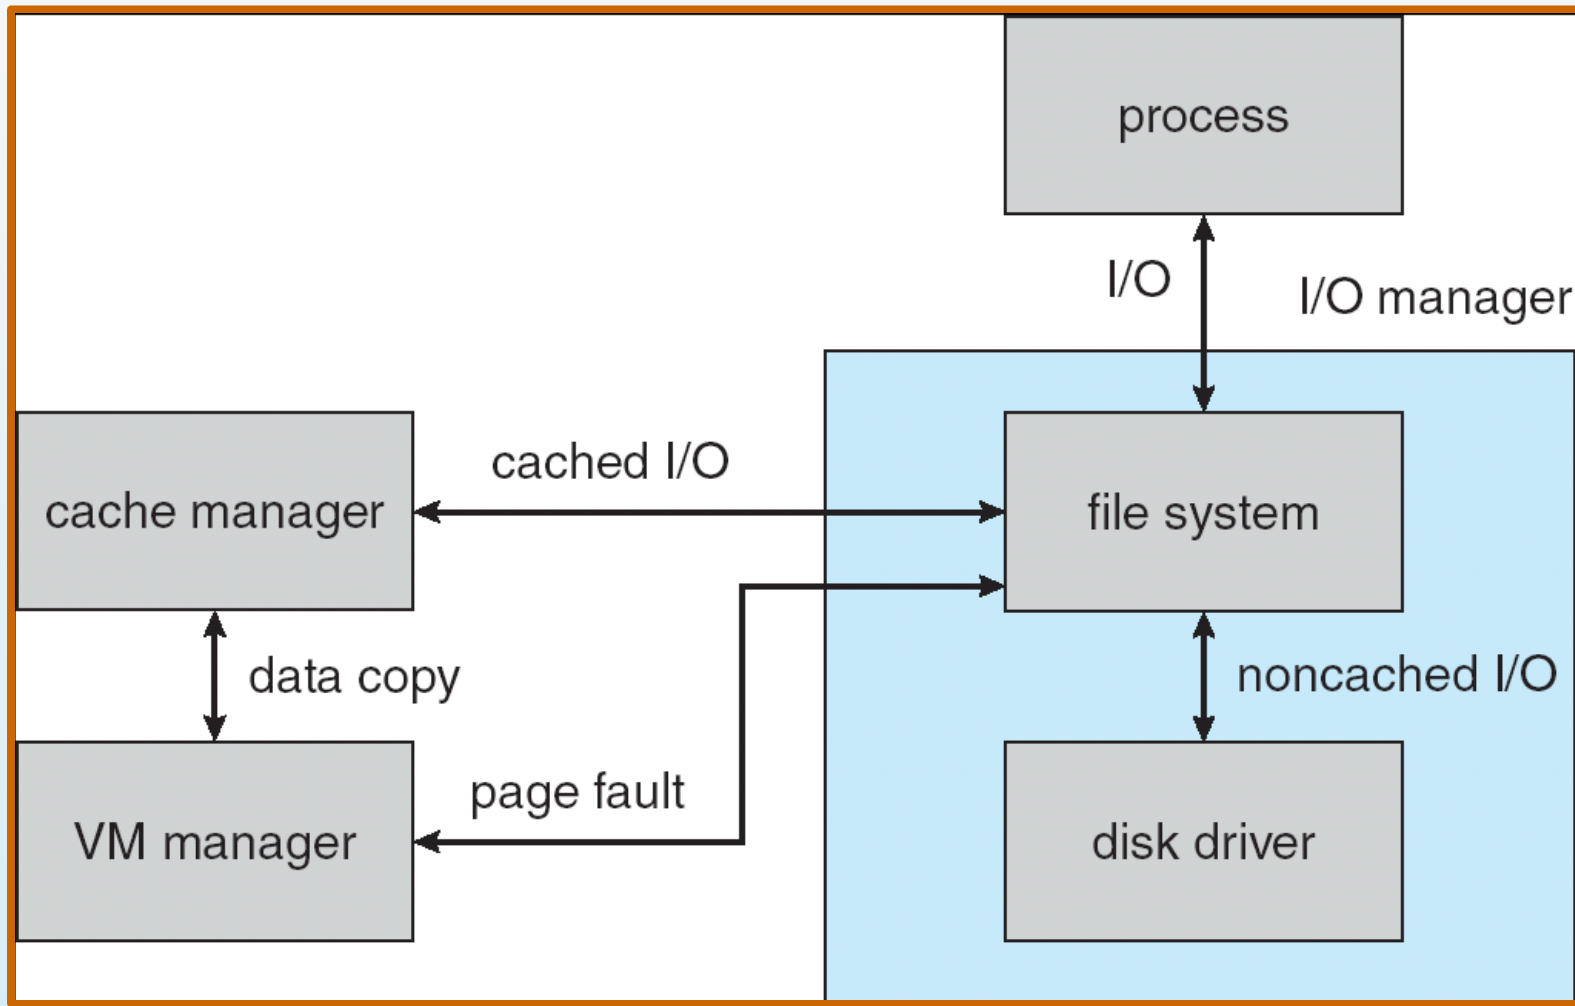 process
I/O
I/O manager
cached I/O
cache manager
file system
data copy
noncached I/O
page fault
VM manager
disk driver